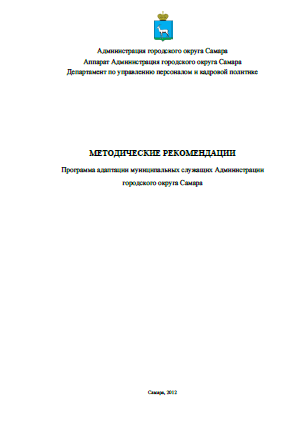 Администрация городского округа Самара
Аппарат Администрация городского округа Самара
Департамент по управлению персоналом и кадровой политике
МЕТОДИЧЕСКИЕ РЕКОМЕНДАЦИИ
Программа адаптации муниципальных служащих Администрации
городского округа Самара
Самара, 2012